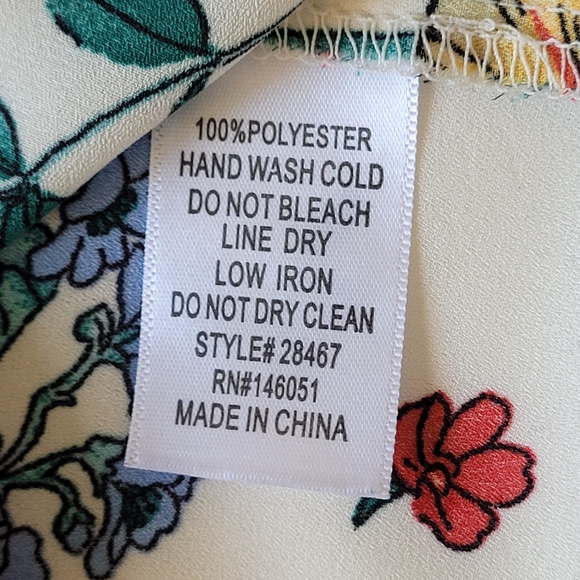 100%POLYESTER
HAND WASH COLD
DO NOT BLEACH
LINE DRY
LOW IRON
DO NOT DRY CLEAN
STYLE# 28467
RN#146051
MADE IN CHINA